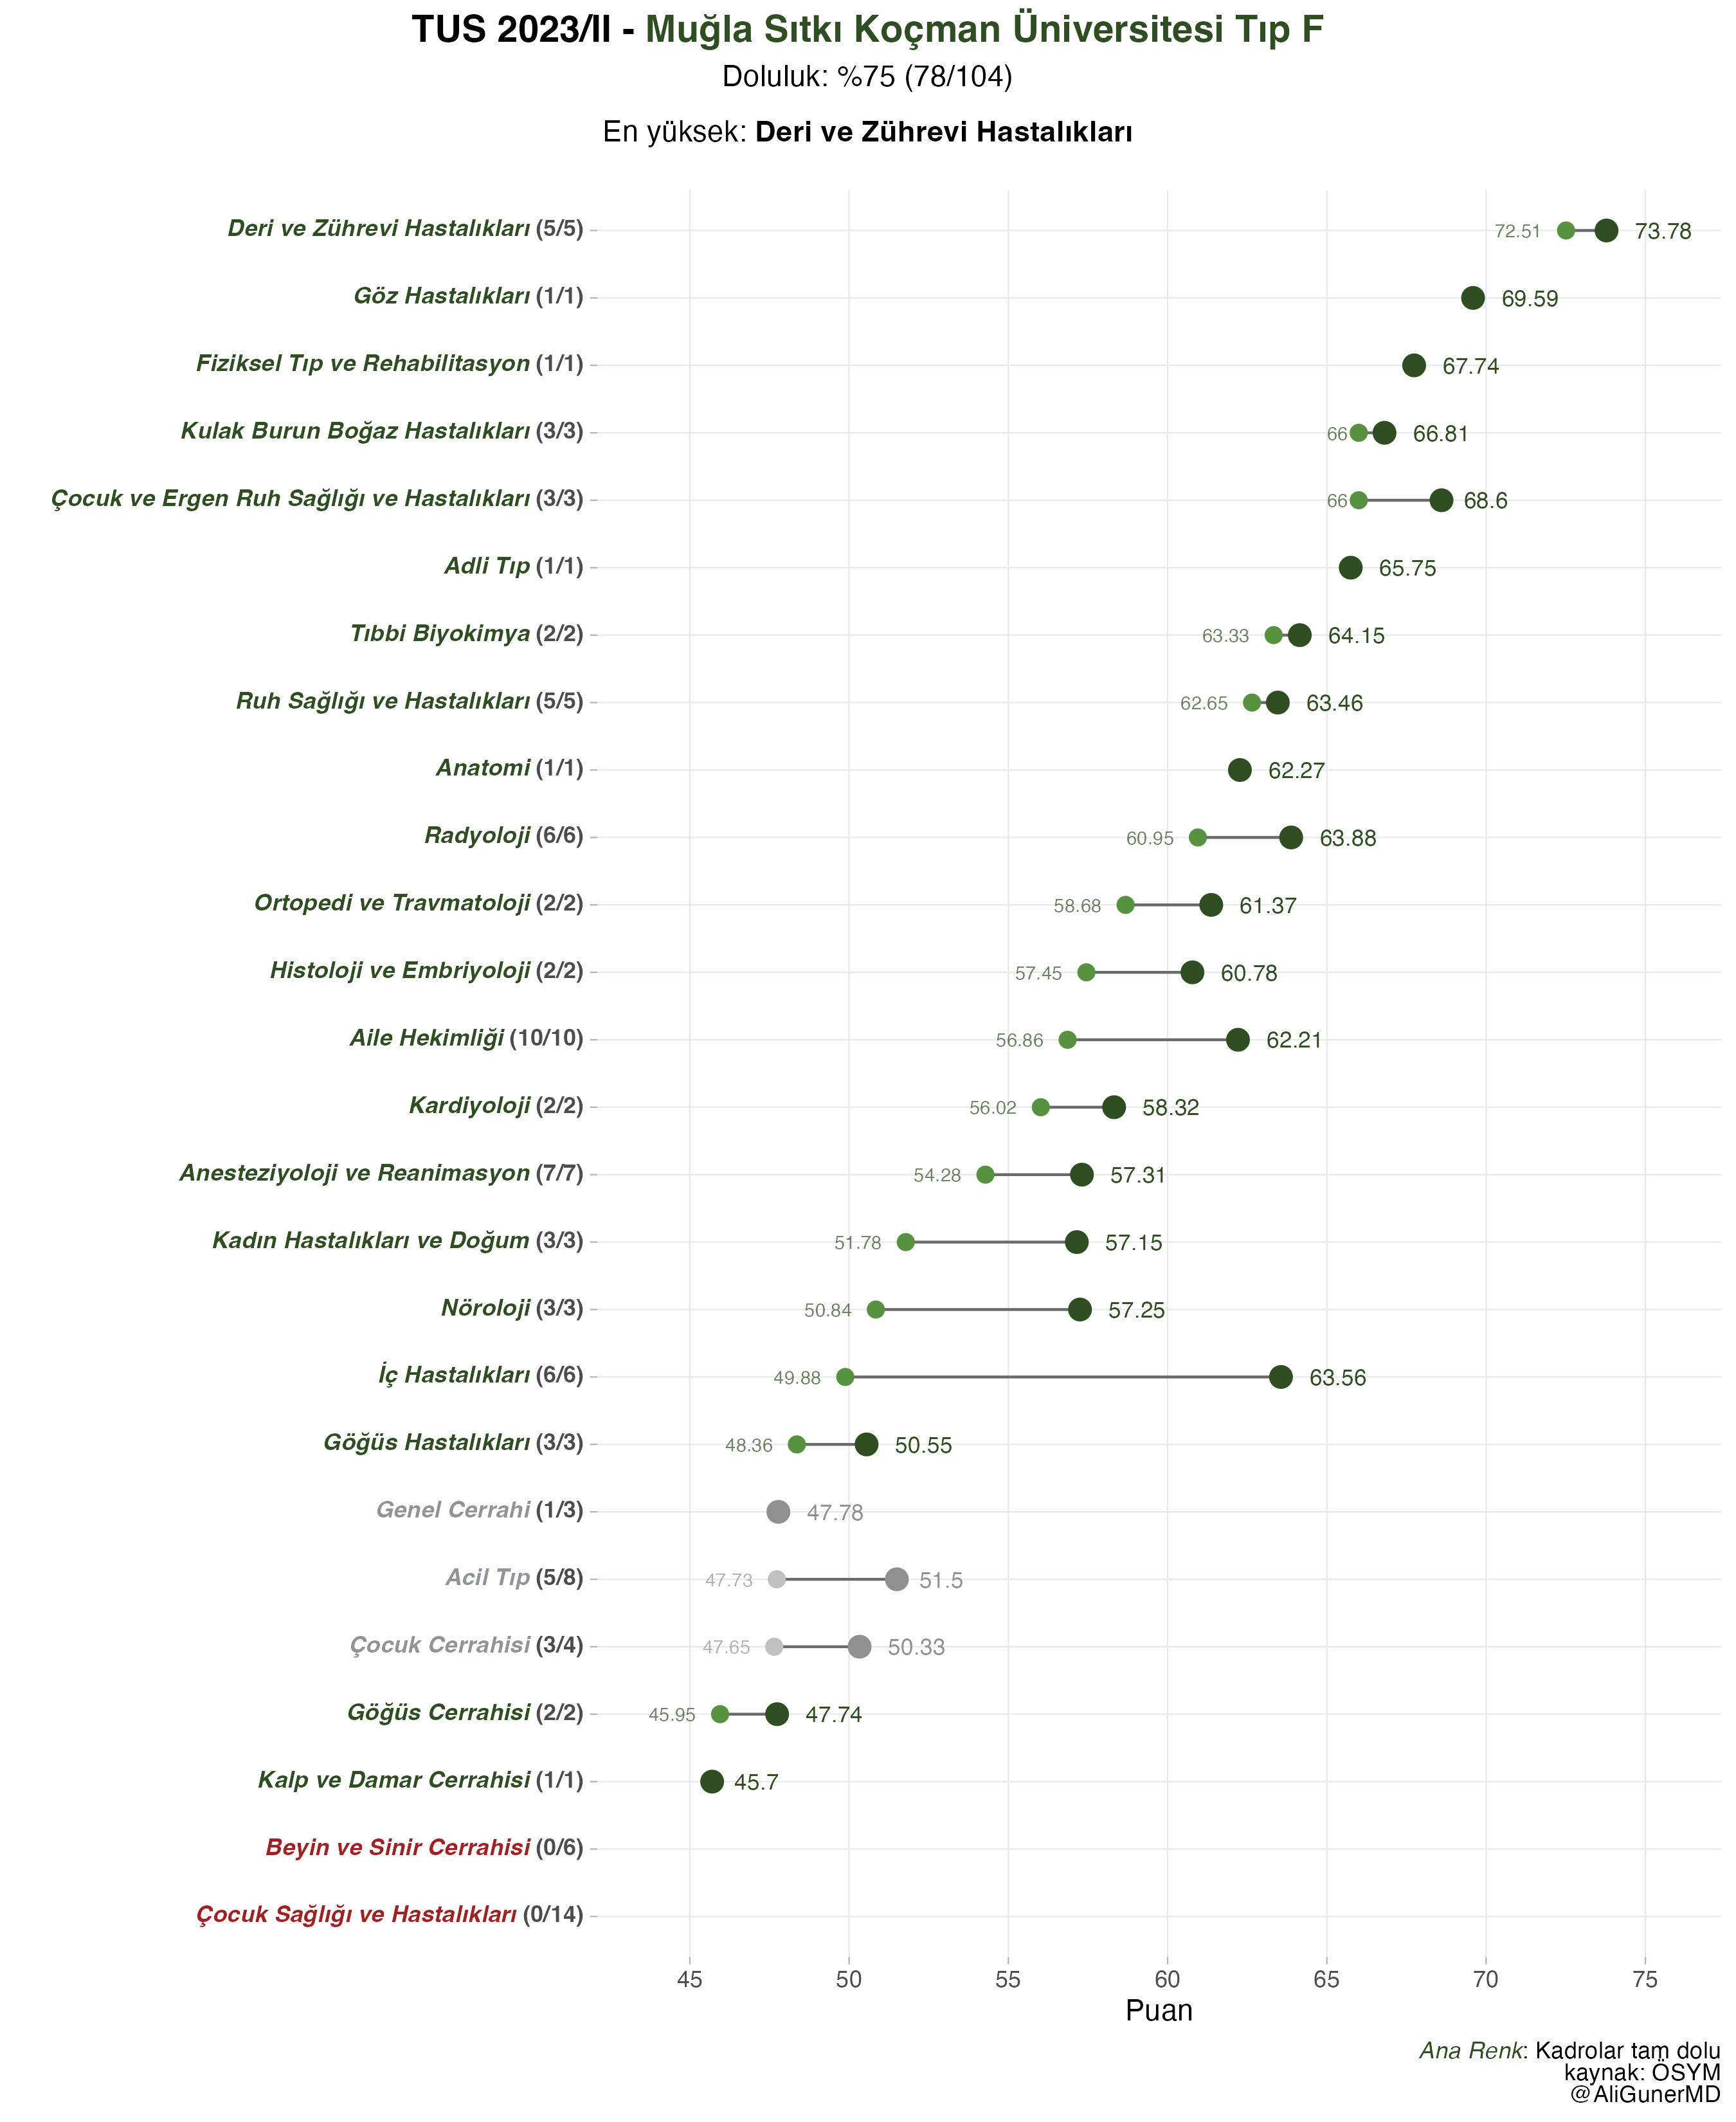 TUS 2023/II - Muğla Sıtkı Koçman Üniversitesi Tıp F
Doluluk: %75 (78/104)
En yüksek: Deri ve Zührevi Hastalıkları
Deri ve Zührevi Hastalıkları (5/5) 72.51 73.78
Göz Hastalıkları (1/1) 69.59
Fiziksel Tıp ve Rehabilitasyon (1/1) 67.74
Kulak Burun Boğaz Hastalıkları (3/3) 66 66.81
Çocuk ve Ergen Ruh Sağlığı ve Hastalıkları (3/3) 66 68.6
Adli Tıp (1/1) 65.75
Tıbbi Biyokimya (2/2) 63.33 64.15
Ruh Sağlığı ve Hastalıkları (5/5) 62.65 63.46
Anatomi (1/1) 62.27
Radyoloji (6/6) 60.95 63.88
Ortopedi ve Travmatoloji (2/2) 58.68 61.37
Histoloji ve Embriyoloji (2/2) 57.45 60.78
Aile Hekimliği (10/10) 56.86 62.21
Kardiyoloji (2/2) 56.02 58.32
Anesteziyoloji ve Reanimasyon (7/7) 54.28 57.31
Kadın Hastalıkları ve Doğum (3/3) 51.78 57.15
Nöroloji (3/3) 50.84 57.25
İç Hastalıkları (6/6) 49.88 63.56
Göğüs Hastalıkları (3/3) 48.36 50.55
Genel Cerrahi (1/3) 47.78
Acil Tıp (5/8) 47.73 51.5
Çocuk Cerrahisi (3/4) 47.65 50.33
Göğüs Cerrahisi (2/2) 45.95 47.74
Kalp ve Damar Cerrahisi (1/1) 45.7
Beyin ve Sinir Cerrahisi (0/6)
Çocuk Sağlığı ve Hastalıkları (0/14)
45 50 55 60 65 70 75
Puan
Ana Renk: Kadrolar tam dolu
kaynak: ÖSYM
@AliGunerMD